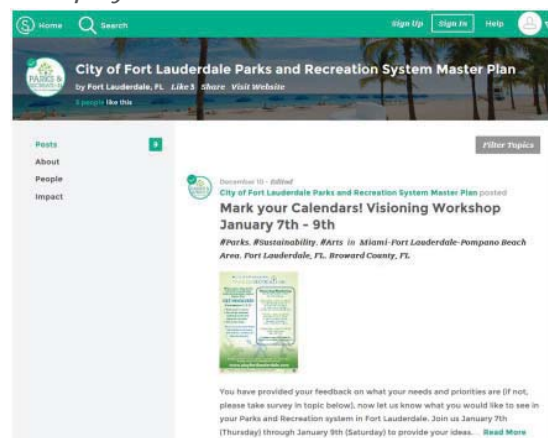 Home Search Sign Up Sign In Help
City of Fort Lauderdale Parks and Recreation System Master Plan
by Fort Lauderdale, FL Like 5 Share Visit Website
5 people like this
PARKS &
Posts
About
People
Impact
Filter Topics
December 10 - Edited
City of Fort Lauderdale Parks and Recreation System Master Plan posted
Mark your Calendars! Visioning Workshop
January 7th - 9th
#Parks, #Sustainability, #Arts in Miami-Fort Lauderdale-Pompano Beach
Area, Fort Lauderdale, FL, Broward County, FL
You have provided your feedback on what your needs and priorities are (if not,
please take survey in topic below), now let us know what you would like to see in
your Parks and Recreation system in Fort Lauderdale. Join us January 7th
(Thursday) through January 9th (Saturday) to provide your ideas. Read More